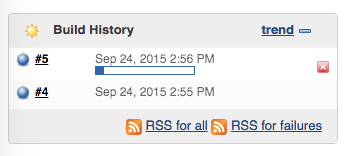 Build History trend
#5 Sep 24, 2015 2:56 PM
#4 Sep 24, 2015 2:55 PM
RSS for all RSS for failures